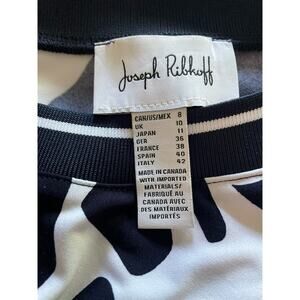 Joseph Ribkoff
CAN/US/MEX 8
UK 10
JAPAN 11
GER 36
FRANCE 38
SPAIN 40
ITALY 42
MADE IN CANADA
WITH IMPORTED
MATERIALS/
FABRIQUÉ AU
CANADA AVEC
DES MATÉRIAUX
IMPORTÉS